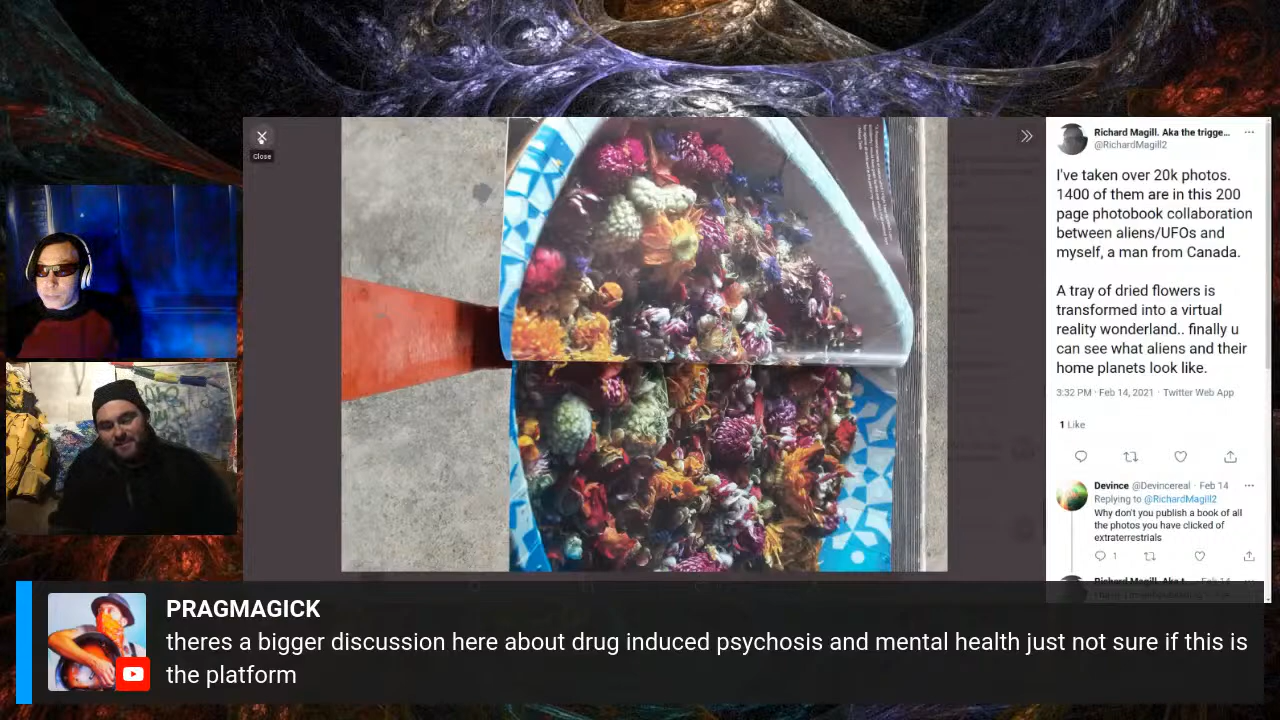 Close
Richard Magill. Aka the trigge...
@RichardMagill2
I've taken over 20k photos.
1400 of them are in this 200
page photobook collaboration
between aliens/UFOs and
myself, a man from Canada.
A tray of dried flowers is
transformed into a virtual
reality wonderland.. finally u
can see what aliens and their
home planets look like.
3:32 PM · Feb 14, 2021 · Twitter Web App
1 Like
Devince @Devincereal · Feb 14
Replying to @RichardMagill2
Why don't you publish a book of all
the photos you have clicked of
extraterrestrials
1
Richard Magill. Aka t... Feb 14
PRAGMAGICK
theres a bigger discussion here about drug induced psychosis and mental health just not sure if this is
the platform